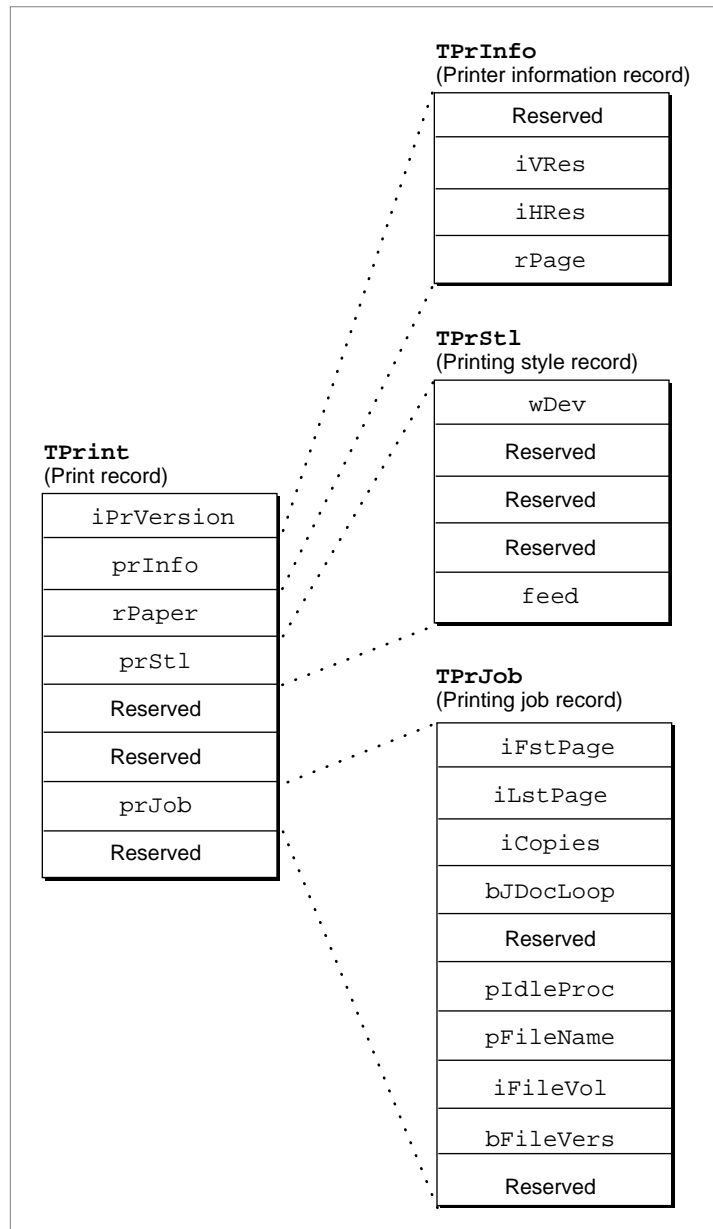 TPrInfo
(Printer information record)
Reserved
iVRes
iHRes
rPage
TPrStl
(Printing style record)
wDev
Reserved
Reserved
Reserved
feed
TPrint
(Print record)
iPrVersion
prInfo
rPaper
prStl
Reserved
Reserved
prJob
Reserved
TPrJob
(Printing job record)
iFstPage
iLstPage
iCopies
bJDocLoop
Reserved
pIdleProc
pFileName
iFileVol
bFileVers
Reserved